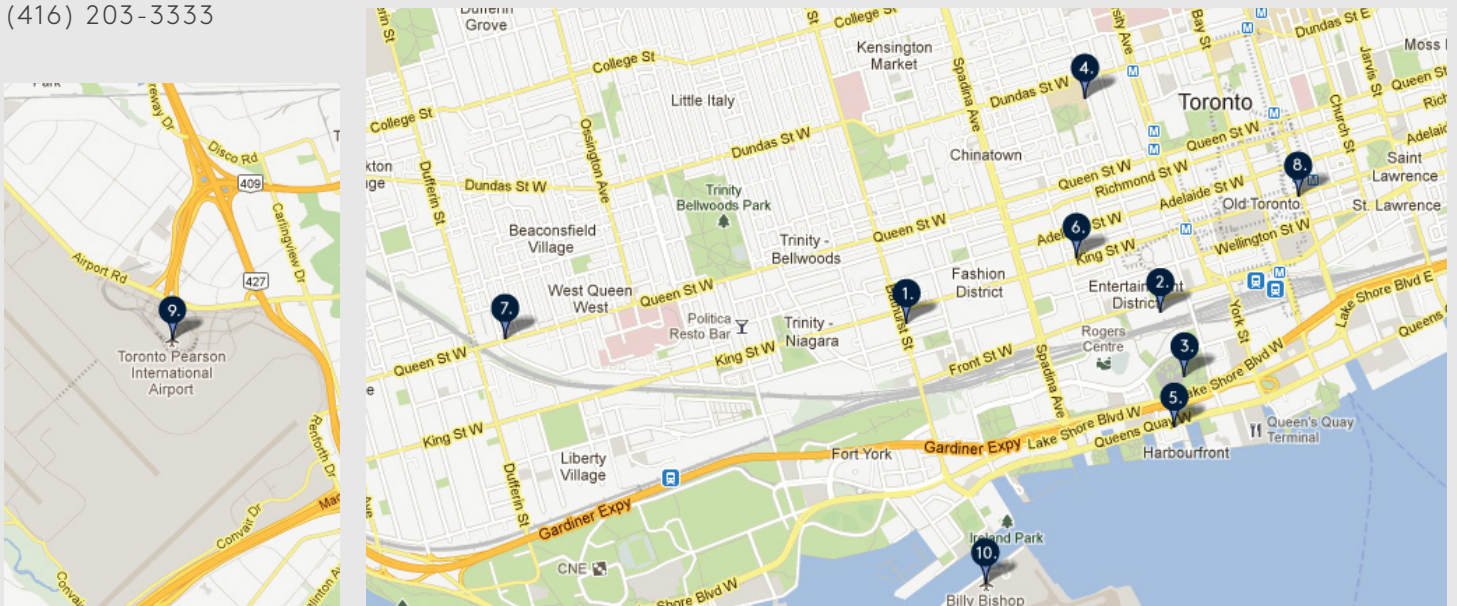 (416) 203-3333
Park
Disco Rd
409
Carlingview Dr
427
Airport Rd
9.
Toronto Pearson
International
Airport
Renforth Dr
Convair Dr
Dufferin
Grove
College St
College St
College St
Kensington
Market
Little Italy
Spadina Ave
Dundas St W
4.
Bay St
Dundas St E
Jarvis St
Church St
Toronto
Queen St W
Ossington Ave
Dufferin St
Dundas St W
Dundas St W
Chinatown
Queen St W
Richmond St W
Adelaide St W
8.
Saint
Lawrence
Old Toronto
St. Lawrence
Trinity
Bellwoods Park
Beaconsfield
Village
Trinity -
Bellwoods
Queen St W
6.
King St W
Wellington St W
Fashion
District
2.
Entertainment
District
1.
Bathurst St
7.
West Queen
West
Queen St W
Politica
Resto Bar
Trinity -
Niagara
Rogers
Centre
York St
Lake Shore Blvd E
Queen St W
King St W
Front St W
Spadina Ave
3.
Lake Shore Blvd W
5.
King St W
Lake Shore Blvd W
Queens Quay W
Queen's Quay
Terminal
Harbourfront
Gardiner Expy
Fort York
Liberty
Village
Dufferin St
Gardiner Expy
CNE
Ireland Park
10.
Billy Bishop
Shore Blvd W